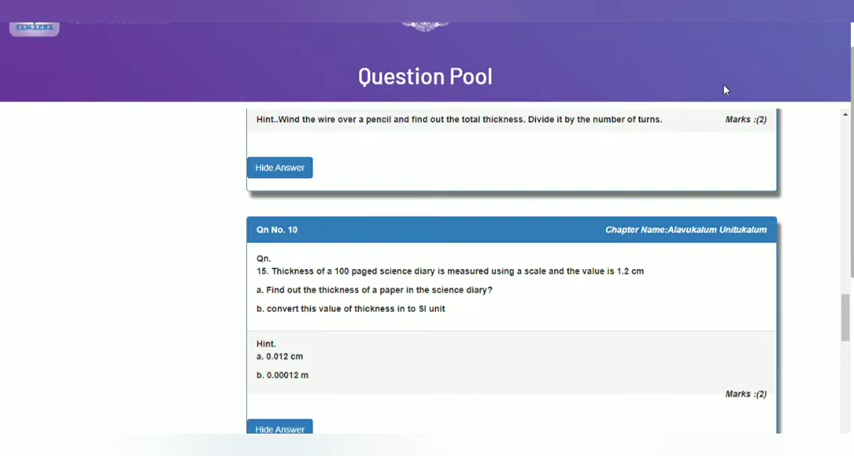 SAMAGRA
Question Pool
Hint..Wind the wire over a pencil and find out the total thickness. Divide it by the number of turns.
Marks :(2)
Hide Answer
Qn No. 10
Chapter Name:Alavukalum Unitukalum
Qn.
15. Thickness of a 100 paged science diary is measured using a scale and the value is 1.2 cm
a. Find out the thickness of a paper in the science diary?
b. convert this value of thickness in to SI unit
Hint.
a. 0.012 cm
b. 0.00012 m
Marks :(2)
Hide Answer